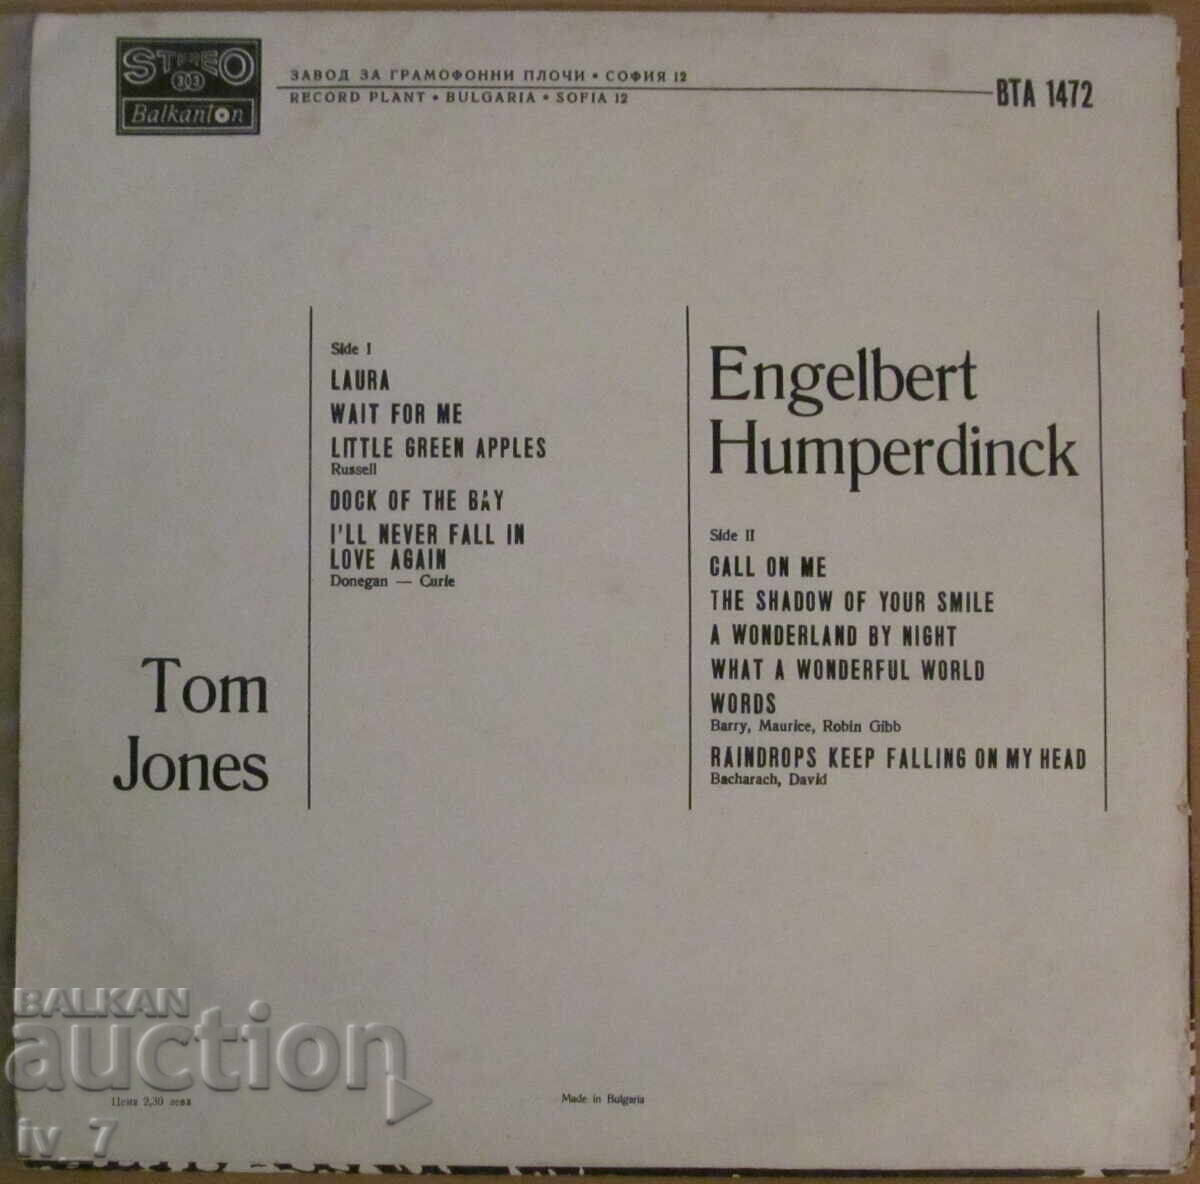 STEREO
33
Balkanton
ЗАВОД ЗА ГРАМОФОННИ ПЛОЧИ • СОФИЯ 12
RECORD PLANT • BULGARIA • SOFIA 12
BTA 1472
Tom
Jones
Side I
LAURA
WAIT FOR ME
LITTLE GREEN APPLES
Russell
DOCK OF THE BAY
I'LL NEVER FALL IN
LOVE AGAIN
Donegan — Curie
Engelbert
Humperdinck
Side II
CALL ON ME
THE SHADOW OF YOUR SMILE
A WONDERLAND BY NIGHT
WHAT A WONDERFUL WORLD
WORDS
Barry, Maurice, Robin Gibb
RAINDROPS KEEP FALLING ON MY HEAD
Bacharach, David
BALKAN
auction
Цена 2,30 лева
Made in Bulgaria
iv_7